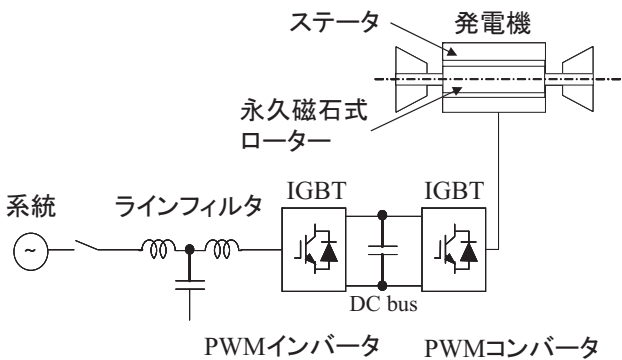 ステータ
発電機
永久磁石式
ローター
IGBT
IGBT
系統
ラインフィルタ
~
DC bus
PWMインバータ
PWMコンバータ